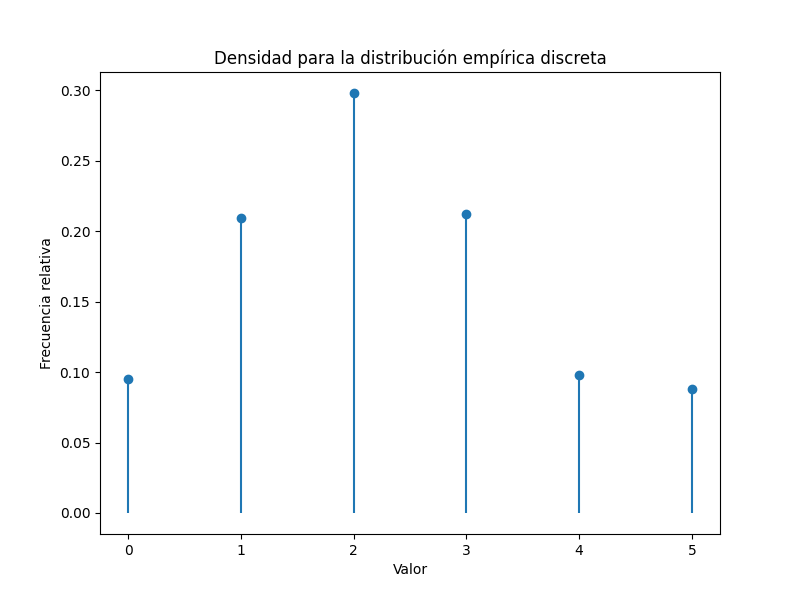 Densidad para la distribución empírica discreta
0.30
0.25
0.20
0.15
0.10
0.05
0.00
Frecuencia relativa
0 1 2 3 4 5
Valor